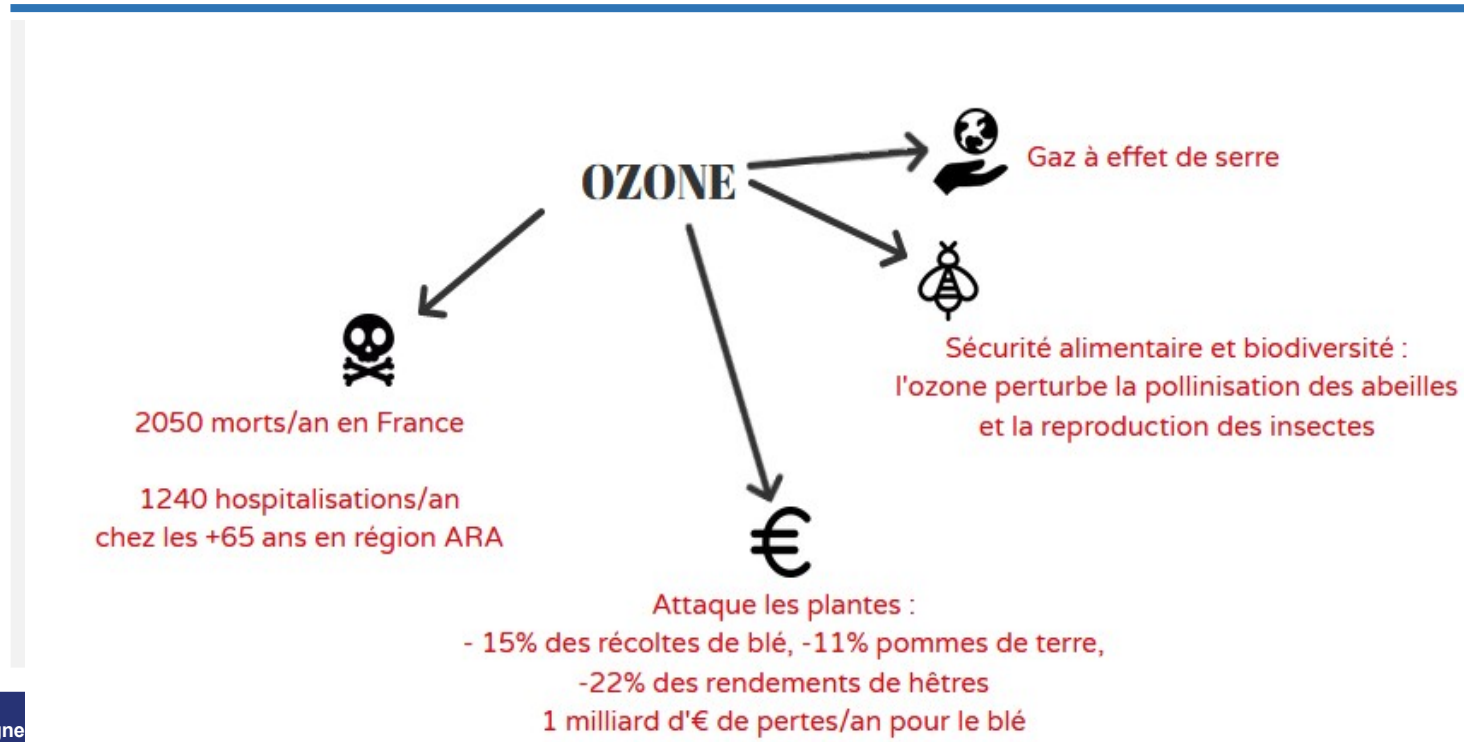 OZONE
Gaz à effet de serre
Sécurité alimentaire et biodiversité :
l'ozone perturbe la pollinisation des abeilles
et la reproduction des insectes
2050 morts/an en France
1240 hospitalisations/an
chez les +65 ans en région ARA
€
Attaque les plantes :
- 15% des récoltes de blé, -11% pommes de terre,
-22% des rendements de hêtres
1 milliard d'€ de pertes/an pour le blé